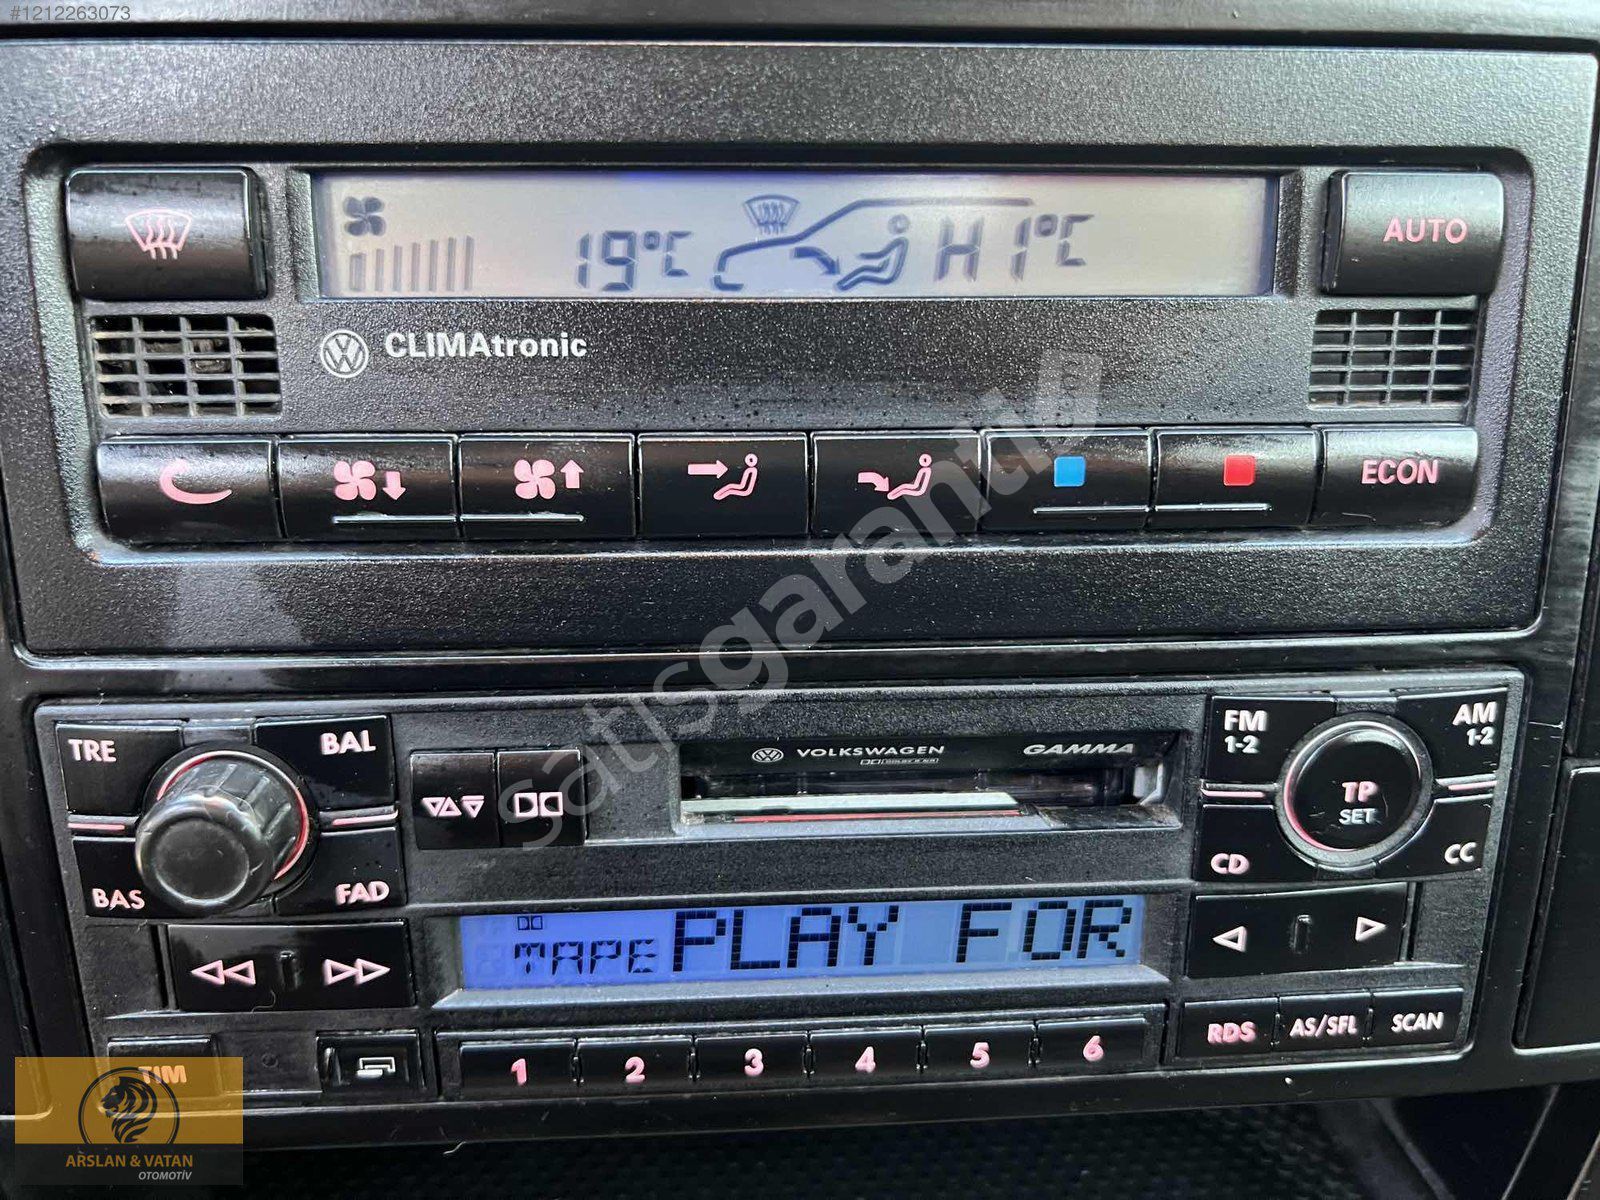 #1212263073
19°C
H1°C
AUTO
CLIMAtronic
ECON
satışgarantiv
TRE
BAL
BAS
FAD
VOLKSWAGEN
GAMMA
FM
1-2
AM
1-2
TP
SET
CD
CC
TAPE PLAY FOR
RDS
AS/SFL
SCAN
TIM
1 2 3 4 5 6
ARSLAN & VATAN
OTOMOTİV